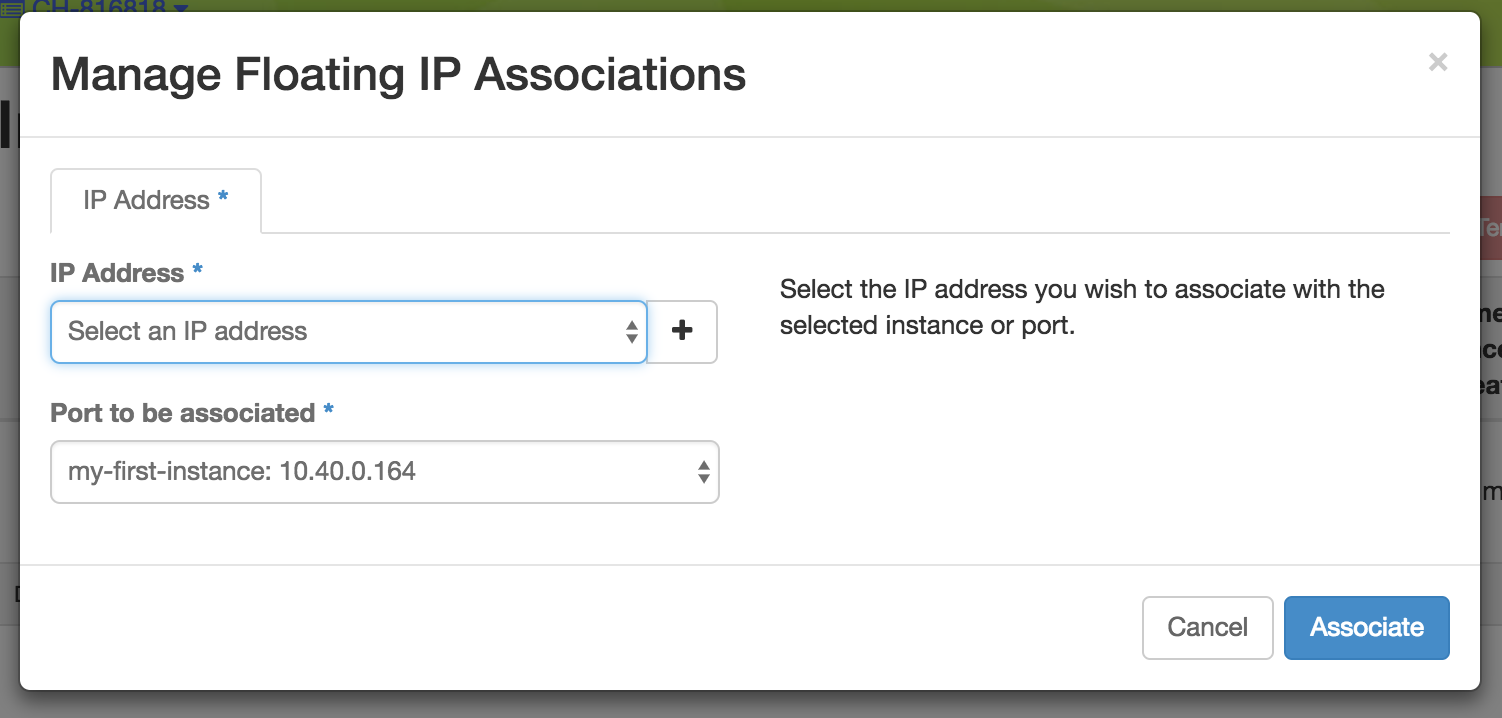 CH-816818
Manage Floating IP Associations
×
IP Address *
IP Address *
Select an IP address
+
Select the IP address you wish to associate with the
selected instance or port.
Port to be associated *
my-first-instance: 10.40.0.164
Cancel
Associate